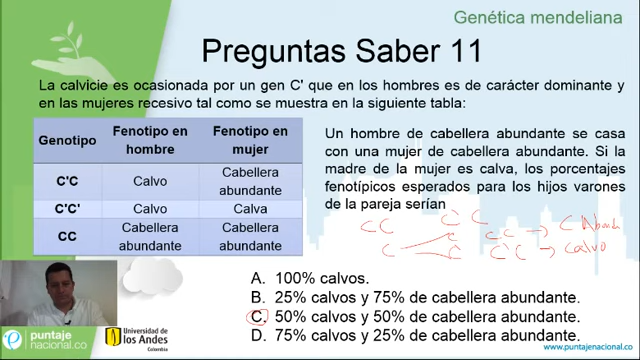 Genética mendeliana
Preguntas Saber 11
La calvicie es ocasionada por un gen C' que en los hombres es de carácter dominante y
en las mujeres recesivo tal como se muestra en la siguiente tabla:
Genotipo Fenotipo en hombre Fenotipo en mujer
C'C Calvo Cabellera abundante
C'C' Calvo Calva
CC Cabellera abundante Cabellera abundante
Un hombre de cabellera abundante se casa
con una mujer de cabellera abundante. Si la
madre de la mujer es calva, los porcentajes
fenotípicos esperados para los hijos varones
de la pareja serían
CC C'C
C C' C
CC → C Abund
C'C → Calvo
A. 100% calvos.
B. 25% calvos y 75% de cabellera abundante.
C. 50% calvos y 50% de cabellera abundante.
D. 75% calvos y 25% de cabellera abundante.
puntaje
nacional.co
Universidad de
los Andes
Colombia
www.puntajenacional.co